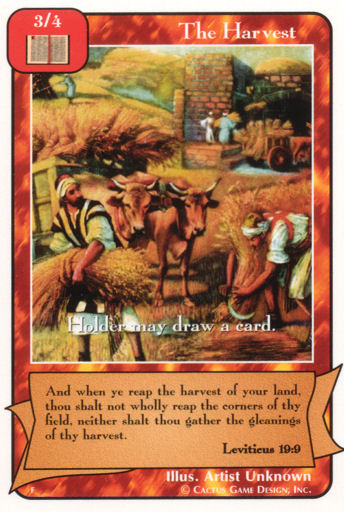 3/4
The Harvest
Holder may draw a card.
And when ye reap the harvest of your land,
thou shalt not wholly reap the corners of thy
field, neither shalt thou gather the gleanings
of thy harvest.
Leviticus 19:9
Illus. Artist Unknown
F © Cactus Game Design, Inc.